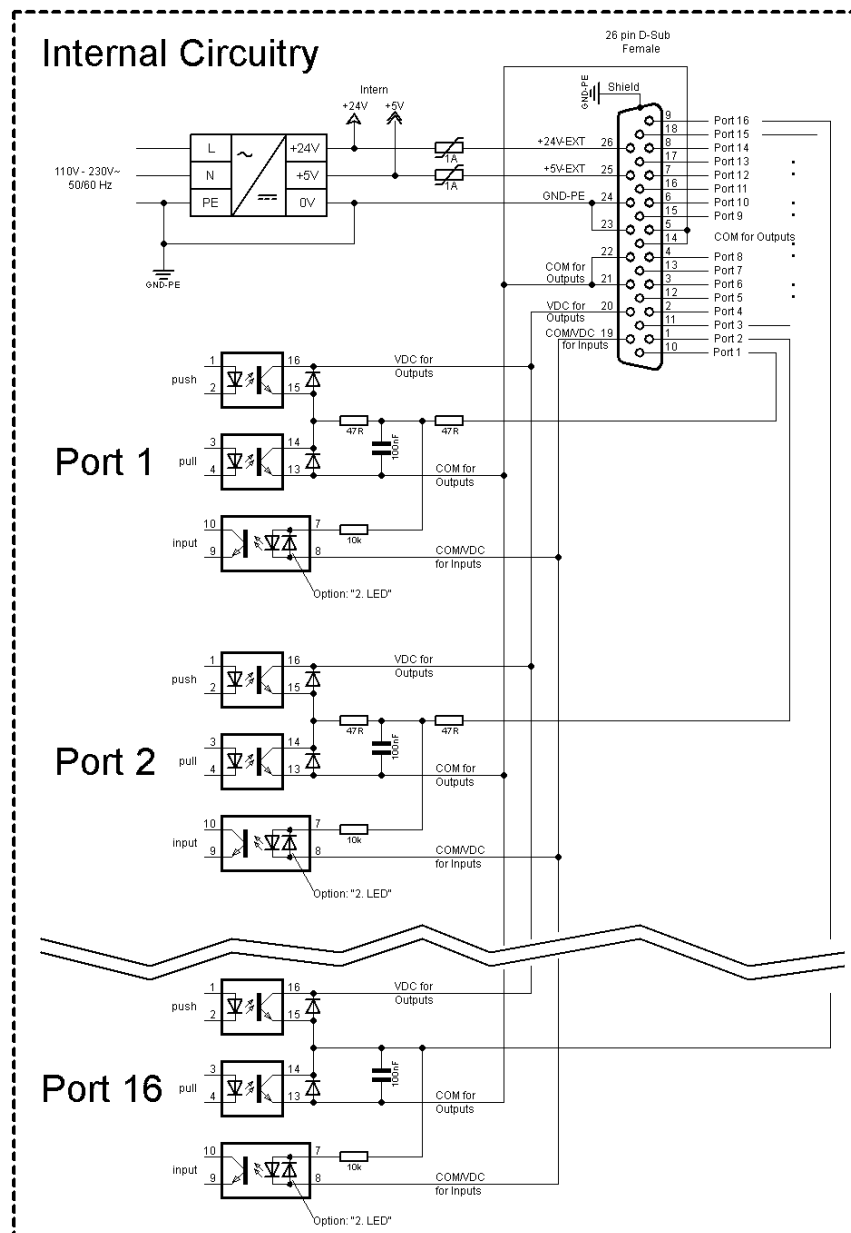 Internal Circuitry
26 pin D-Sub
Female
GND-PE
Shield
Intern
+24V
+5V
110V - 230V~
50/60 Hz
L
N
PE
~
+24V
+5V
0V
1A
1A
GND-PE
+24V-EXT 26
+5V-EXT 25
GND-PE 24
23
22
COM for
Outputs
21
VDC for
Outputs
20
COM/VDC
for Inputs
19
9 Port 16
18 Port 15
8 Port 14
17 Port 13
7 Port 12
16 Port 11
6 Port 10
15 Port 9
5
14 COM for Outputs
4 Port 8
13 Port 7
3 Port 6
12 Port 5
2 Port 4
11 Port 3
1 Port 2
10 Port 1
Port 1
push
1
2
16
15
VDC for
Outputs
47R
100nF
47R
pull
3
4
14
13
COM for
Outputs
input
10
9
7
8
10k
COM/VDC
for Inputs
Option: "2. LED"
Port 2
push
1
2
16
15
VDC for
Outputs
47R
100nF
47R
pull
3
4
14
13
COM for
Outputs
input
10
9
7
8
10k
COM/VDC
for Inputs
Option: "2. LED"
Port 16
push
1
2
16
15
VDC for
Outputs
100nF
pull
3
4
14
13
COM for
Outputs
input
10
9
7
8
10k
COM/VDC
for Inputs
Option: "2. LED"